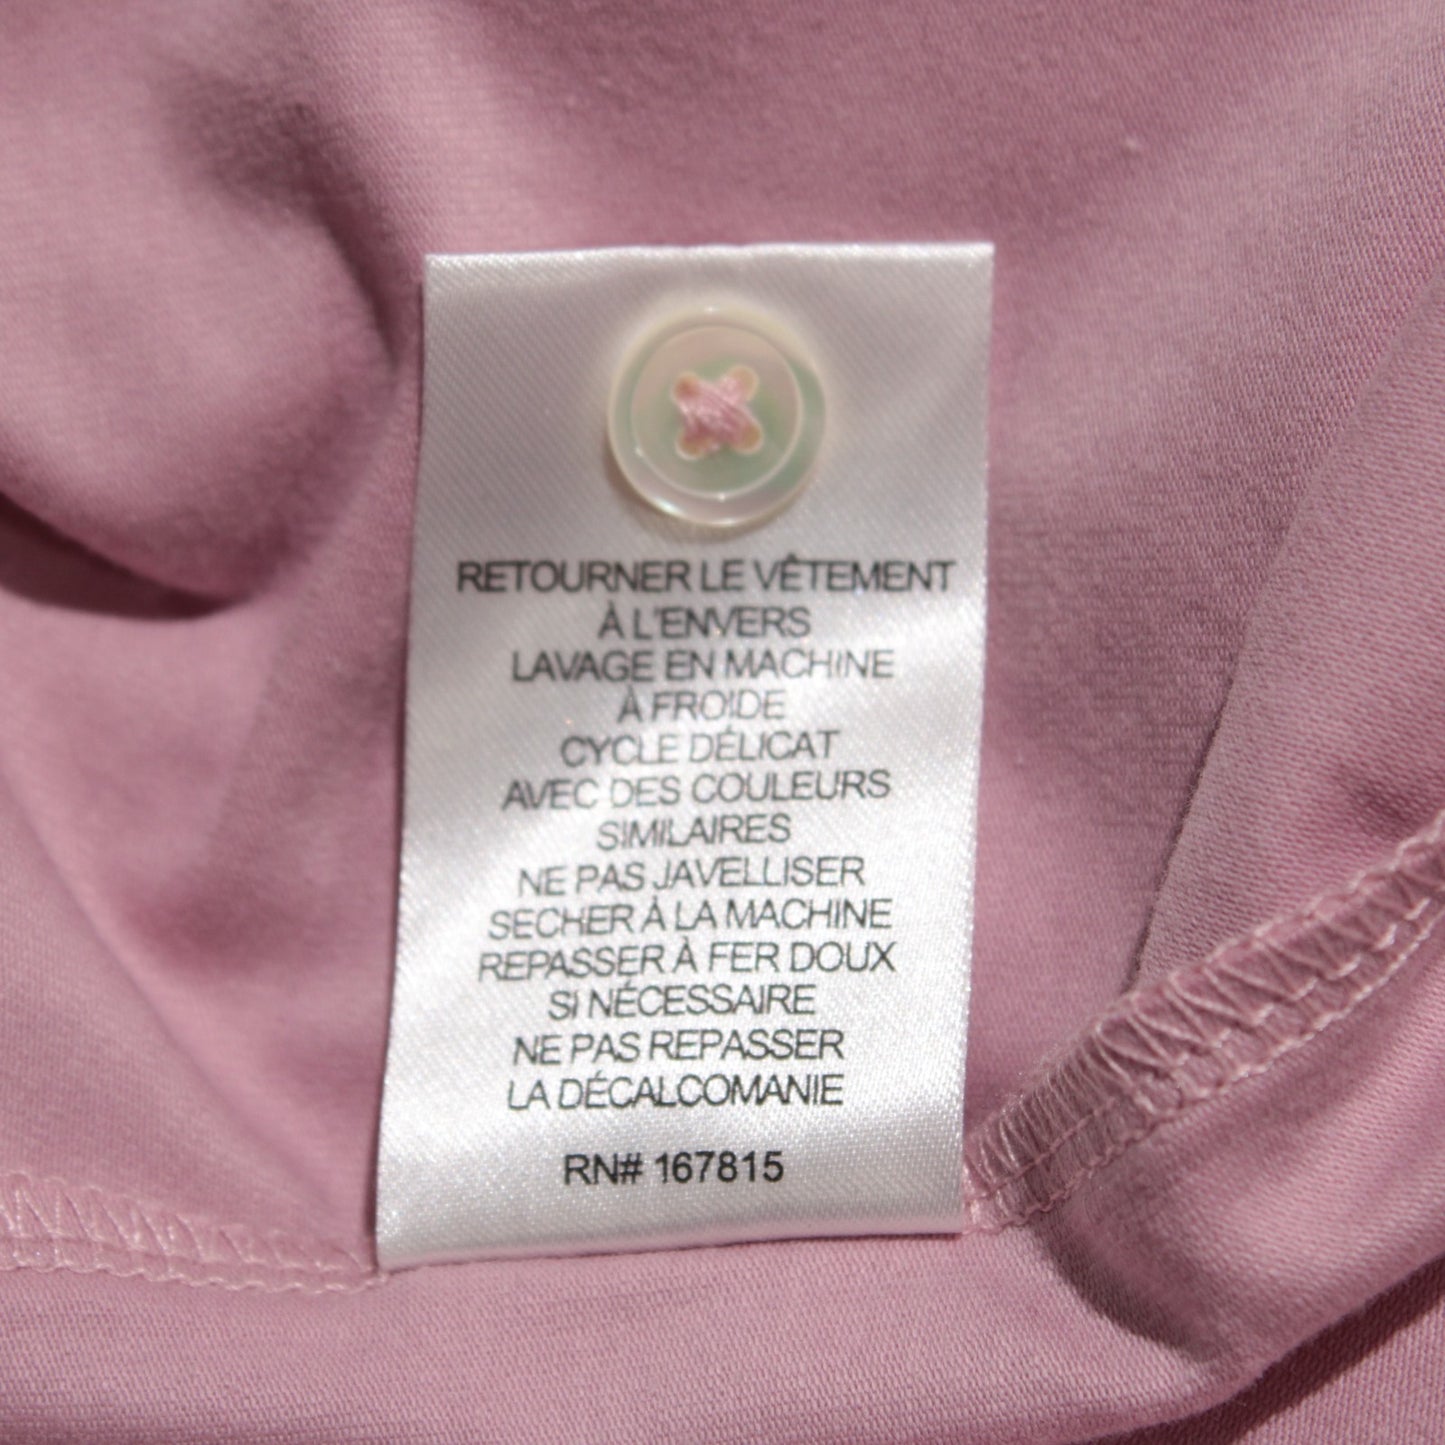 RETOURNER LE VÊTEMENT
À L'ENVERS
LAVAGE EN MACHINE
À FROIDE
CYCLE DÉLICAT
AVEC DES COULEURS
SIMILAIRES
NE PAS JAVELLISER
SECHER À LA MACHINE
REPASSER À FER DOUX
SI NÉCESSAIRE
NE PAS REPASSER
LA DÉCALCOMANIE
RN# 167815